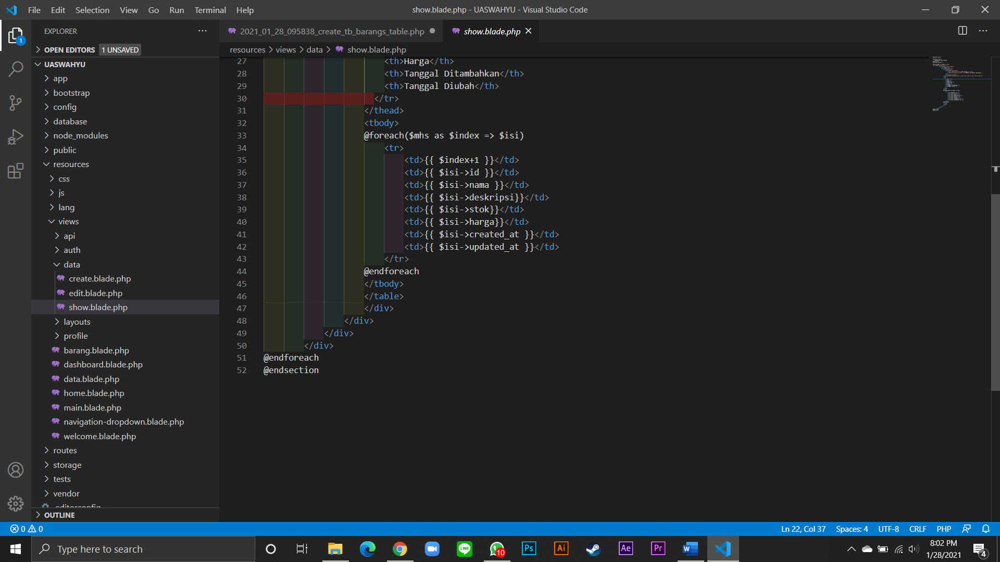 File Edit Selection View Go Run Terminal Help
show.blade.php - UASWAHYU - Visual Studio Code
EXPLORER
1
OPEN EDITORS 1 UNSAVED
UASWAHYU
app
bootstrap
config
database
node_modules
public
resources
css
js
lang
views
api
auth
data
create.blade.php
edit.blade.php
show.blade.php
layouts
profile
barang.blade.php
dashboard.blade.php
data.blade.php
home.blade.php
main.blade.php
navigation-dropdown.blade.php
welcome.blade.php
routes
storage
tests
vendor
.editorconfig
OUTLINE
2021_01_28_095838_create_tb_barangs_table.php
show.blade.php
resources > views > data > show.blade.php
27 <th>Harga</th>
28 <th>Tanggal Ditambahkan</th>
29 <th>Tanggal Diubah</th>
30 </tr>
31 </thead>
32 <tbody>
33 @foreach($mhs as $index => $isi)
34 <tr>
35 <td>{{ $index+1 }}</td>
36 <td>{{ $isi->id }}</td>
37 <td>{{ $isi->nama }}</td>
38 <td>{{ $isi->deskripsi}}</td>
39 <td>{{ $isi->stok}}</td>
40 <td>{{ $isi->harga}}</td>
41 <td>{{ $isi->created_at }}</td>
42 <td>{{ $isi->updated_at }}</td>
43 </tr>
44 @endforeach
45 </tbody>
46 </table>
47 </div>
48 </div>
49 </div>
50 </div>
51 @endforeach
52 @endsection
0 0
Ln 22, Col 37 Spaces: 4 UTF-8 CRLF PHP
Type here to search
LINE
10
Ps
Ai
Ae
Pr
W
8:02 PM
1/28/2021
4